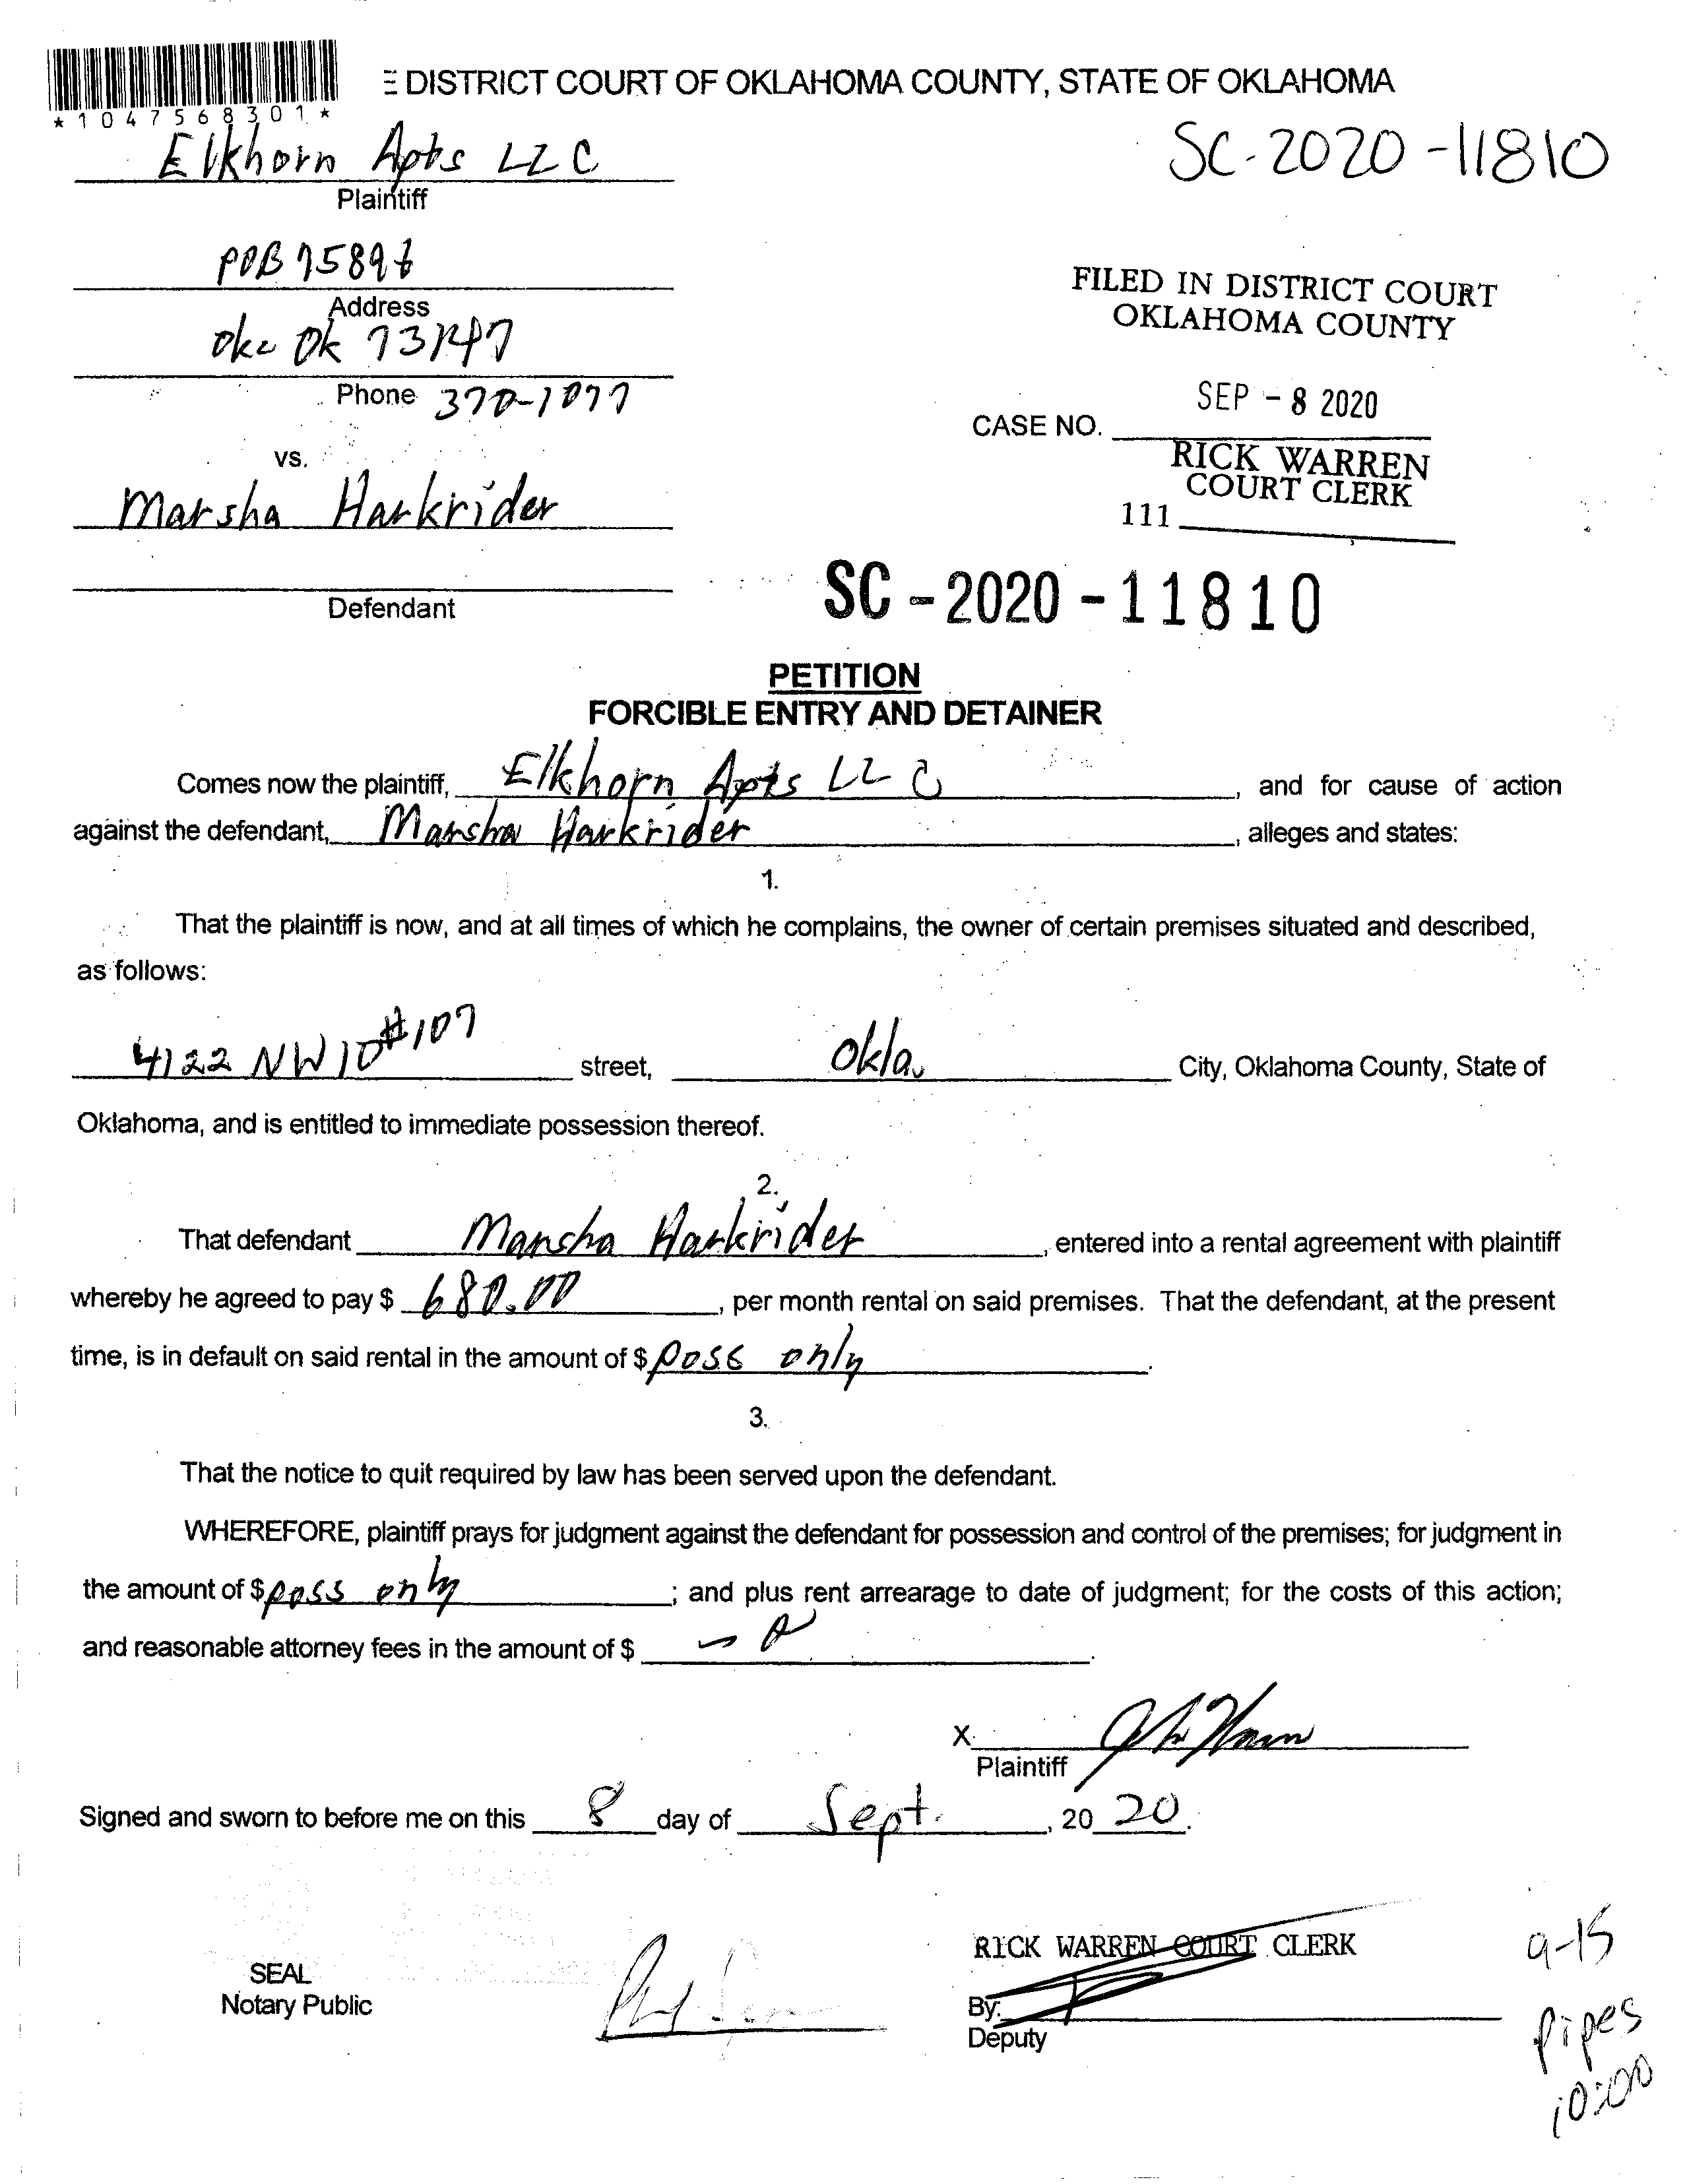 *1047568301*
E DISTRICT COURT OF OKLAHOMA COUNTY, STATE OF OKLAHOMA
Elkhorn Apts LLC
Plaintiff
SC-2020-11810
POB 75896
Address
Okc Ok 73147
Phone 370-1077
FILED IN DISTRICT COURT
OKLAHOMA COUNTY
SEP - 8 2020
CASE NO.
RICK WARREN
COURT CLERK
111
vs.
Marsha Harkrider
Defendant
SC - 2020 - 11810
PETITION
FORCIBLE ENTRY AND DETAINER
Comes now the plaintiff, Elkhorn Apts LLC, and for cause of action
against the defendant, Marsha Harkrider, alleges and states:
1.
That the plaintiff is now, and at all times of which he complains, the owner of certain premises situated and described,
as follows:
4122 NW 10 #107 street, Okla. City, Oklahoma County, State of
Oklahoma, and is entitled to immediate possession thereof.
2.
That defendant Marsha Harkrider, entered into a rental agreement with plaintiff
whereby he agreed to pay $ 680.00, per month rental on said premises. That the defendant, at the present
time, is in default on said rental in the amount of $ poss only.
3.
That the notice to quit required by law has been served upon the defendant.
WHEREFORE, plaintiff prays for judgment against the defendant for possession and control of the premises; for judgment in
the amount of $ poss only; and plus rent arrearage to date of judgment; for the costs of this action;
and reasonable attorney fees in the amount of $
X
Plaintiff
Signed and sworn to before me on this 8 day of Sept., 20 20.
SEAL
Notary Public
RICK WARREN COURT CLERK
By:
Deputy
9-15
Pipes
10:00